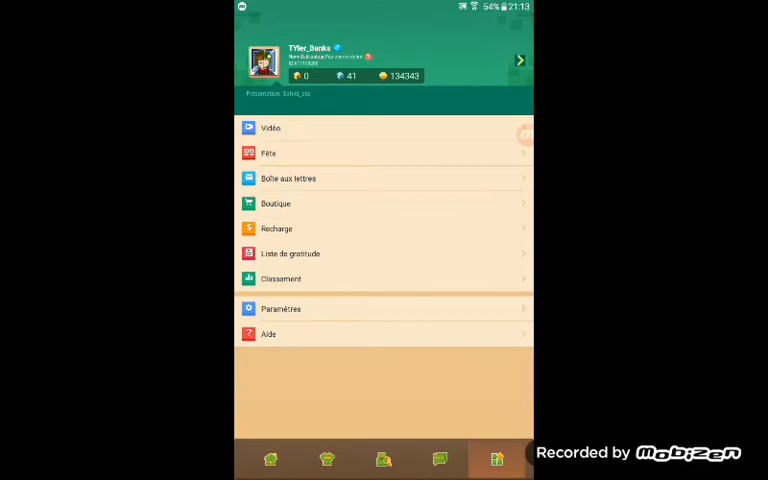 54% 21:13
TYler_Banks
0 41 134343
Présentation:
Vidéo
Fête
Boîte aux lettres
Boutique
Recharge
Liste de gratitude
Classement
Paramètres
Aide
Recorded by MOBIZEN